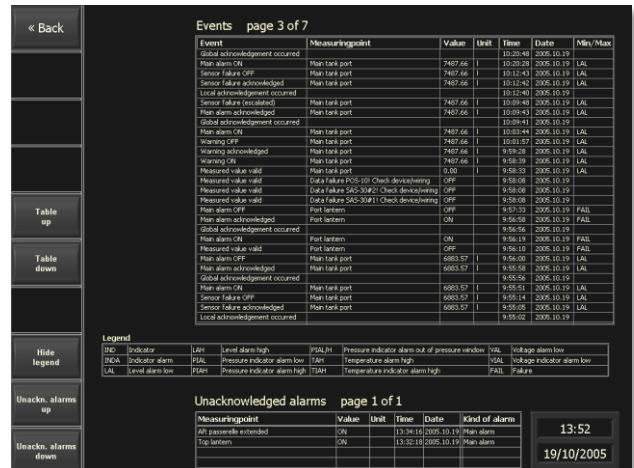 « Back
Events page 3 of 7
Event Measuringpoint Value Unit Time Date Min/Max
Global acknowledgement occurred 10:20:48 2005.10.19
Main alarm ON Main tank port 7487.66 l 10:20:28 2005.10.19 LAL
Sensor failure OFF Main tank port 7487.66 l 10:12:43 2005.10.19 LAL
Sensor failure acknowledged Main tank port 7487.66 l 10:12:42 2005.10.19 LAL
Local acknowledgement occurred 10:12:40 2005.10.19
Sensor failure (escalated) Main tank port 7487.66 l 10:09:48 2005.10.19 LAL
Main alarm acknowledged Main tank port 7487.66 l 10:09:43 2005.10.19 LAL
Global acknowledgement occurred 10:09:41 2005.10.19
Main alarm ON Main tank port 7487.66 l 10:03:44 2005.10.19 LAL
Warning OFF Main tank port 7487.66 l 10:01:57 2005.10.19 LAL
Warning acknowledged Main tank port 7487.66 l 9:59:28 2005.10.19 LAL
Warning ON Main tank port 7487.66 l 9:58:39 2005.10.19 LAL
Measured value valid Main tank port 0.00 l 9:58:33 2005.10.19 LAL
Measured value valid Data failure POS-10! Check device/wiring OFF 9:58:08 2005.10.19
Measured value valid Data failure SAS-30#2! Check device/wiring OFF 9:58:08 2005.10.19
Measured value valid Data failure SAS-30#1! Check device/wiring OFF 9:58:08 2005.10.19
Main alarm OFF Port lantern OFF 9:57:33 2005.10.19 FAIL
Main alarm acknowledged Port lantern ON 9:56:58 2005.10.19 FAIL
Global acknowledgement occurred 9:56:56 2005.10.19
Main alarm ON Port lantern ON 9:56:19 2005.10.19 FAIL
Measured value valid Port lantern OFF 9:56:10 2005.10.19 FAIL
Main alarm OFF Main tank port 6883.57 l 9:56:00 2005.10.19 LAL
Main alarm acknowledged Main tank port 6883.57 l 9:55:58 2005.10.19 LAL
Global acknowledgement occurred 9:55:56 2005.10.19
Main alarm ON Main tank port 6883.57 l 9:55:51 2005.10.19 LAL
Sensor failure OFF Main tank port 6883.57 l 9:55:14 2005.10.19 LAL
Sensor failure acknowledged Main tank port 6883.57 l 9:55:05 2005.10.19 LAL
Local acknowledgement occurred 9:55:02 2005.10.19
Table
up
Table
down
Hide
legend
Legend
IND Indicator LAH Level alarm high PIAL/H Pressure indicator alarm out of pressure window VAL Voltage alarm low
INDA Indicator alarm PIAL Pressure indicator alarm low TAH Temperature alarm high VIAL Voltage indicator alarm low
LAL Level alarm low PIAH Pressure indicator alarm high TIAH Temperature indicator alarm high FAIL Failure
Unackn. alarms
up
Unackn. alarms
down
Unacknowledged alarms page 1 of 1
Measuringpoint Value Unit Time Date Kind of alarm
Aft passerelle extended ON 13:34:16 2005.10.19 Main alarm
Top lantern ON 13:32:18 2005.10.19 Main alarm
13:52
19/10/2005